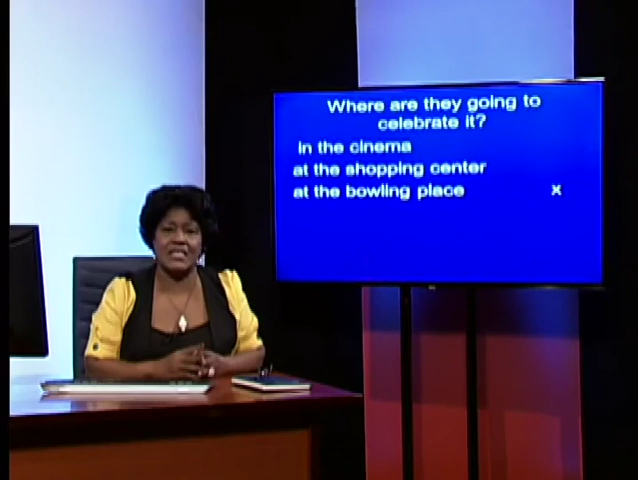 Where are they going to
celebrate it?
in the cinema
at the shopping center
at the bowling place x